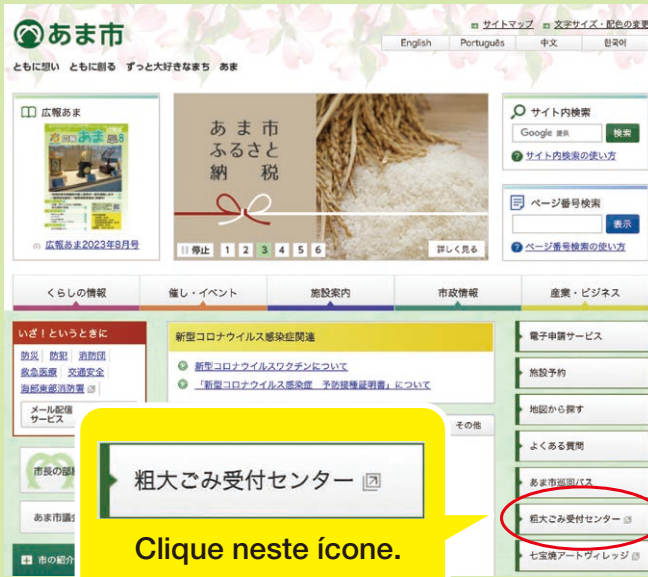 あま市
サイトマップ
文字サイズ・配色の変更
English Português 中文 한국어
ともに想い ともに創る ずっと大好きなまち あま
広報あま
あま
広報あま2023年8月号
あま市
ふるさと
納 税
停止 1 2 3 4 5 6
詳しく見る
サイト内検索
Google 提供
検索
サイト内検索の使い方
ページ番号検索
表示
ページ番号検索の使い方
くらしの情報
催し・イベント
施設案内
市政情報
産業・ビジネス
いざ！というときに
防災 防犯 消防団
救急医療 交通安全
海部東部消防署
メール配信
サービス
市長の部
あま市議
市の紹介
新型コロナウイルス感染症関連
新型コロナウイルスワクチンについて
「新型コロナウイルス感染症 予防接種証明書」について
その他
粗大ごみ受付センター
Clique neste ícone.
電子申請サービス
施設予約
地図から探す
よくある質問
あま市巡回バス
粗大ごみ受付センター
七宝焼アートヴィレッジ